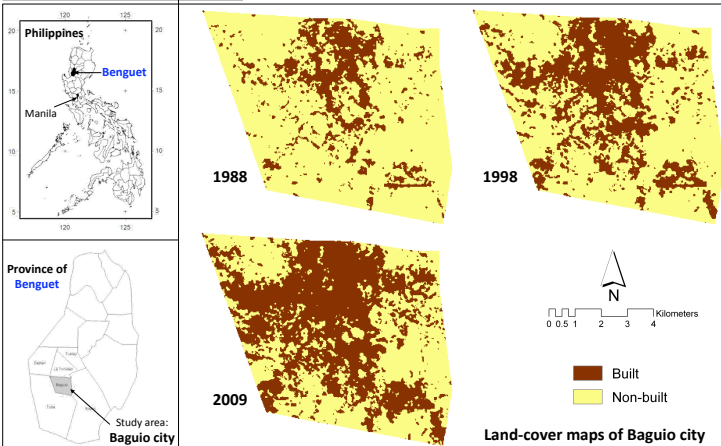 Philippines
120
125
20
20
Benguet
15
15
Manila
10
10
5
5
120
125
Province of
Benguet
Tublay
La Trinidad
Baguio
Tuba
Study area:
Baguio city
1988
1998
2009
N
0 0.5 1 2 3 4
Kilometers
Built
Non-built
Land-cover maps of Baguio city